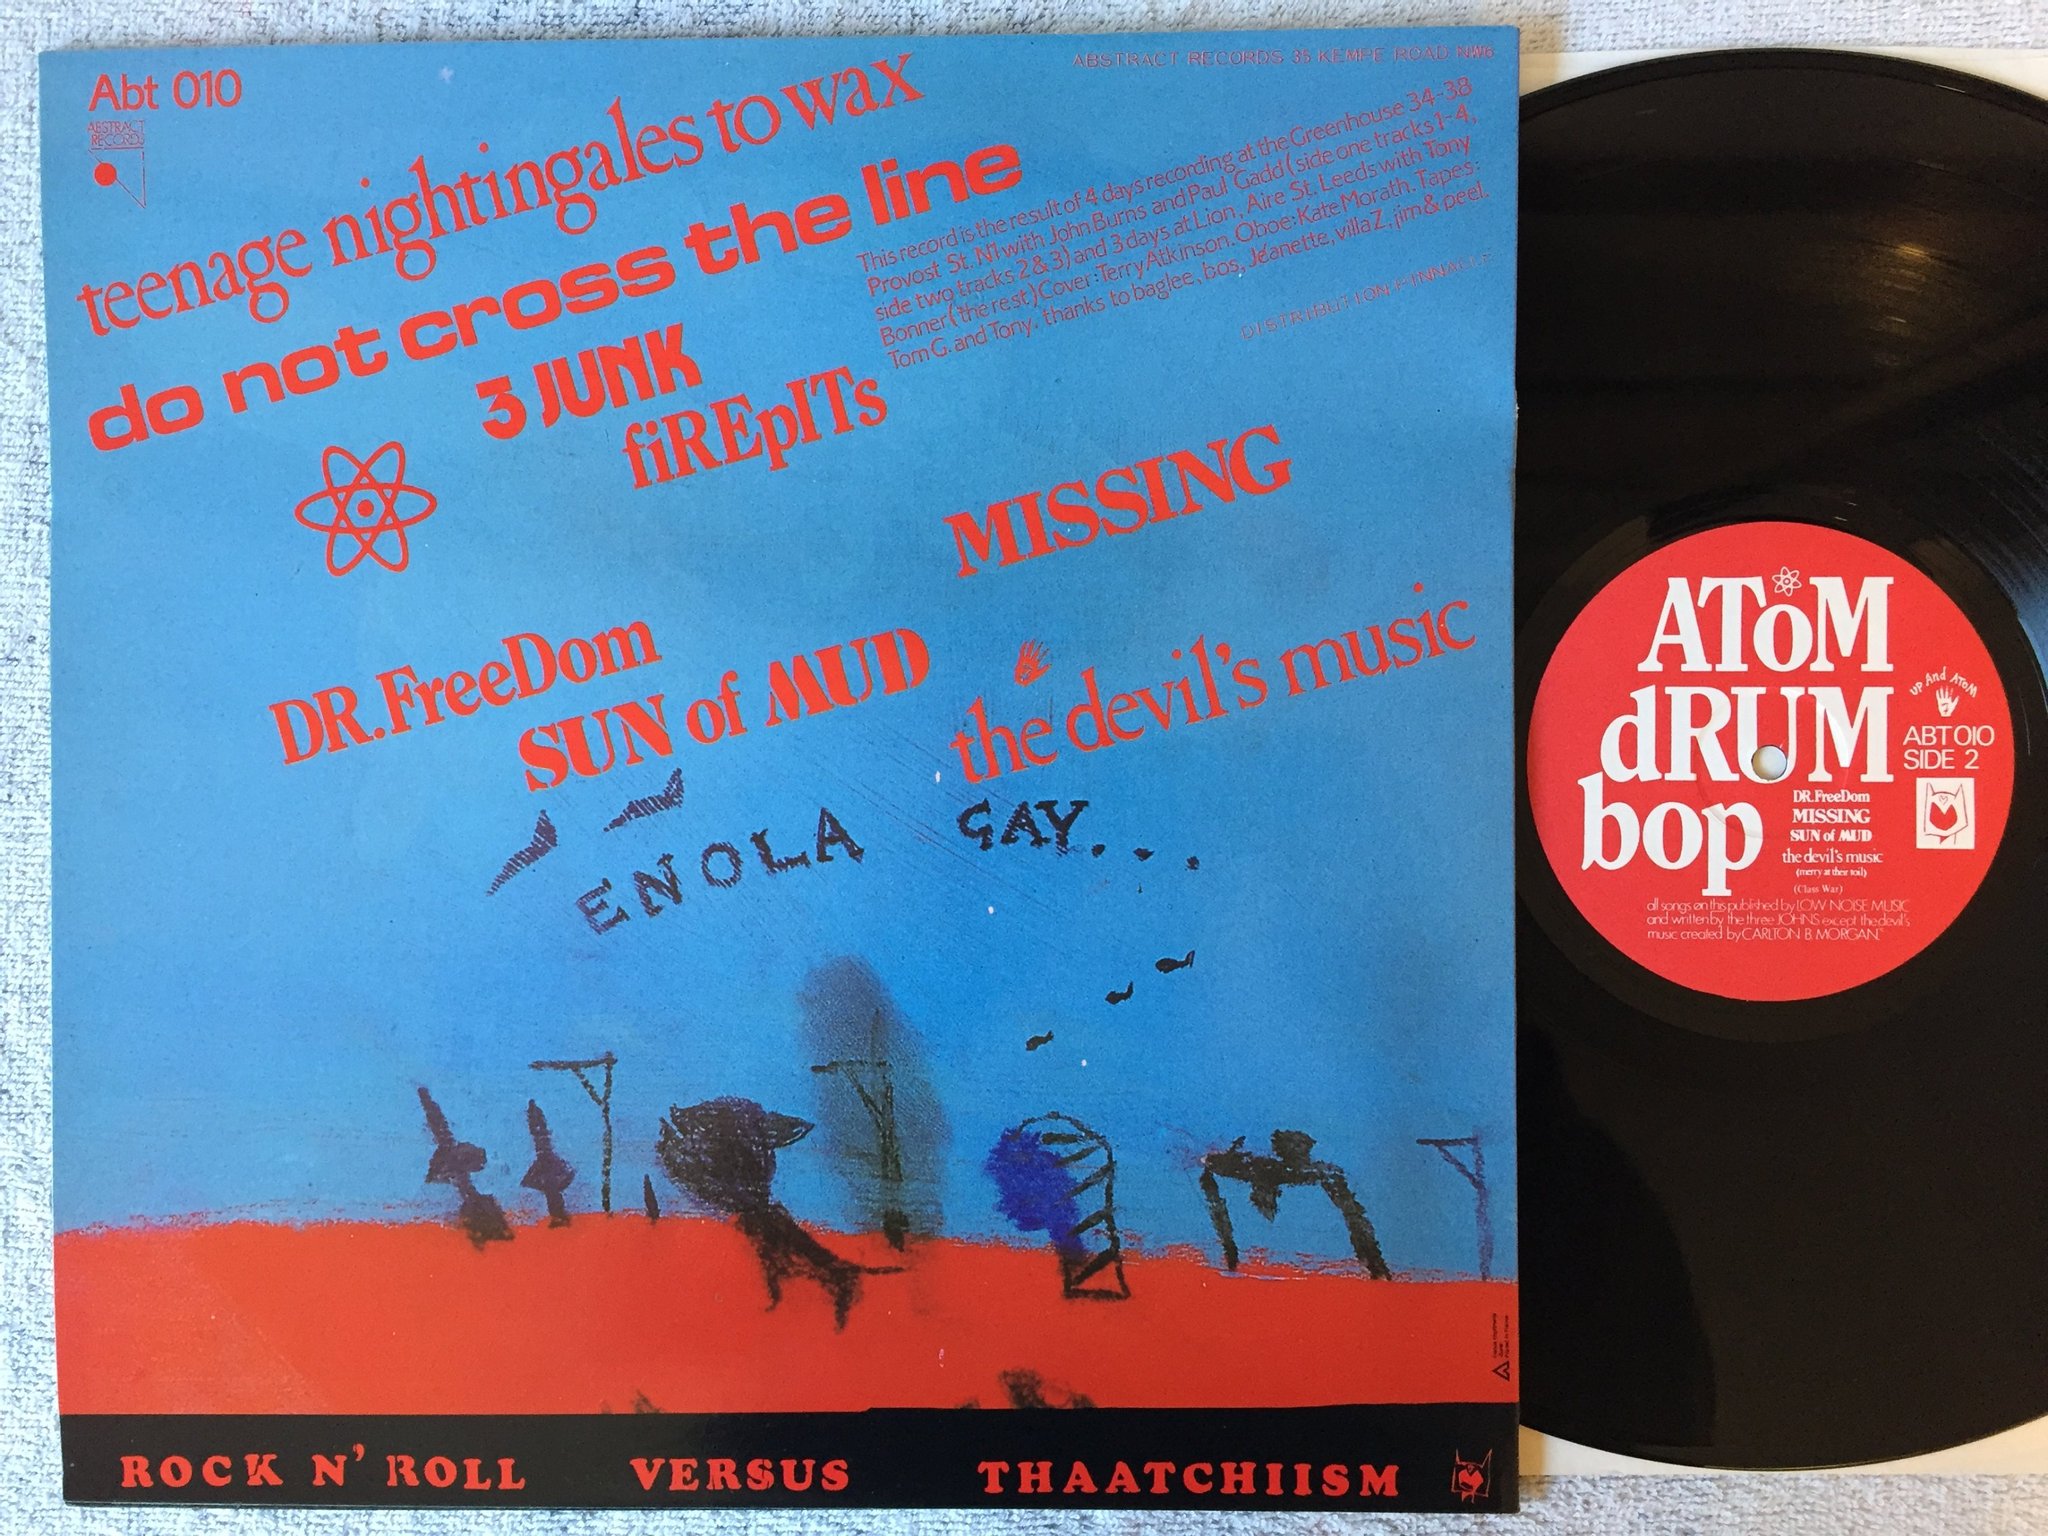 Abt 010
ABSTRACT
RECORDS
ABSTRACT RECORDS 35 KEMPE ROAD NW6
teenage nightingales to wax
do not cross the line
3 JUNK
fiREpITs
This record is the result of 4 days recording at the Greenhouse 34-38
Provost St. N1 with John Burns and Paul Gadd (side one tracks 1-4,
side two tracks 2 & 3) and 3 days at Lion, Aire St. Leeds with Tony
Bonner (the rest) Cover: Terry Atkinson. Oboe: Kate Morath. Tapes:
Tom G. and Tony. thanks to baglee, bos, Jeanette, villa Z, jim & peel.
DISTRIBUTION: PINNACLE
MISSING
DR.FreeDom
SUN of MUD
the devil's music
ENOLA GAY...
ROCK N' ROLL VERSUS THAATCHIISM
AToM
dRUM
bop
UP And AToM
ABT 010
SIDE 2
DR.FreeDom
MISSING
SUN of MUD
the devil's music
(merry at their toil)
(Class War)
all songs on this published by LOW NOISE MUSIC
and written by the three JOHNS except the devil's
music created by CARLTON B. MORGAN."